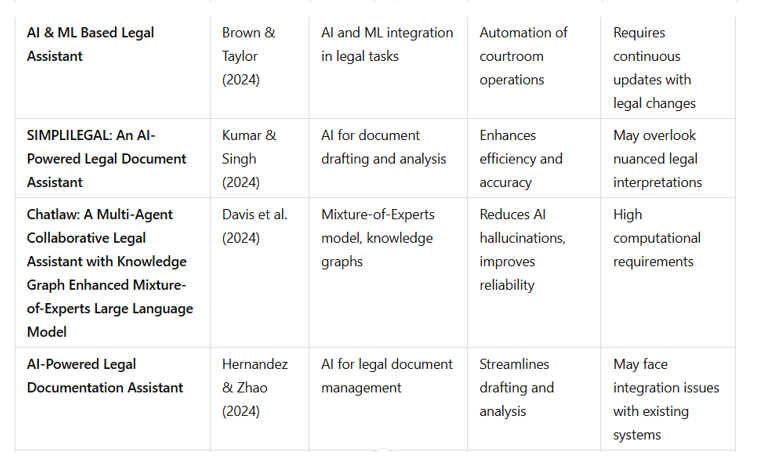 AI & ML Based Legal
Assistant
Brown &
Taylor
(2024)
AI and ML integration
in legal tasks
Automation of
courtroom
operations
Requires
continuous
updates with
legal changes
SIMPLILEGAL: An AI-
Powered Legal Document
Assistant
Kumar &
Singh
(2024)
AI for document
drafting and analysis
Enhances
efficiency and
accuracy
May overlook
nuanced legal
interpretations
Chatlaw: A Multi-Agent
Collaborative Legal
Assistant with Knowledge
Graph Enhanced Mixture-
of-Experts Large Language
Model
Davis et al.
(2024)
Mixture-of-Experts
model, knowledge
graphs
Reduces AI
hallucinations,
improves
reliability
High
computational
requirements
AI-Powered Legal
Documentation Assistant
Hernandez
& Zhao
(2024)
AI for legal document
management
Streamlines
drafting and
analysis
May face
integration issues
with existing
systems